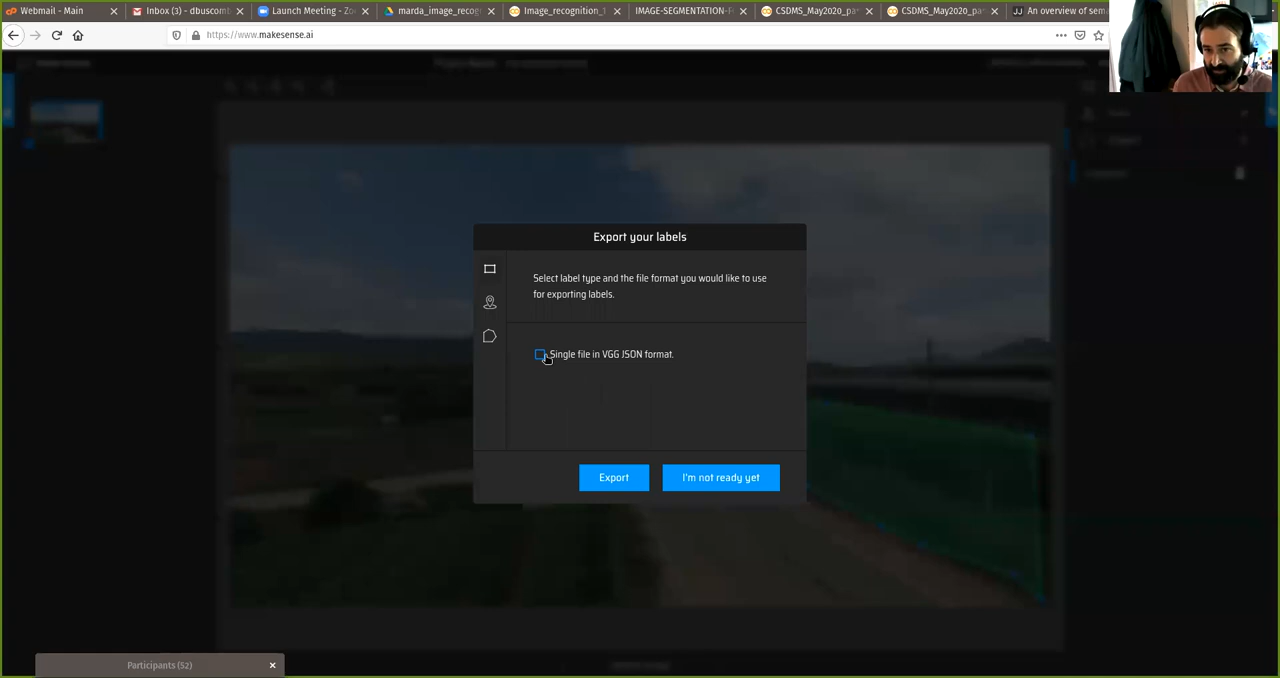 Webmail - Main
Inbox (3) - dbuscom
Launch Meeting - Zo
marda_image_recog
Image_recognition_1
IMAGE-SEGMENTATION-F
CSDMS_May2020_pa
CSDMS_May2020_pa
An overview of sem
https://www.makesense.ai
Export your labels
Select label type and the file format you would like to use
for exporting labels.
Single file in VGG JSON format.
Export
I'm not ready yet
Participants (52)